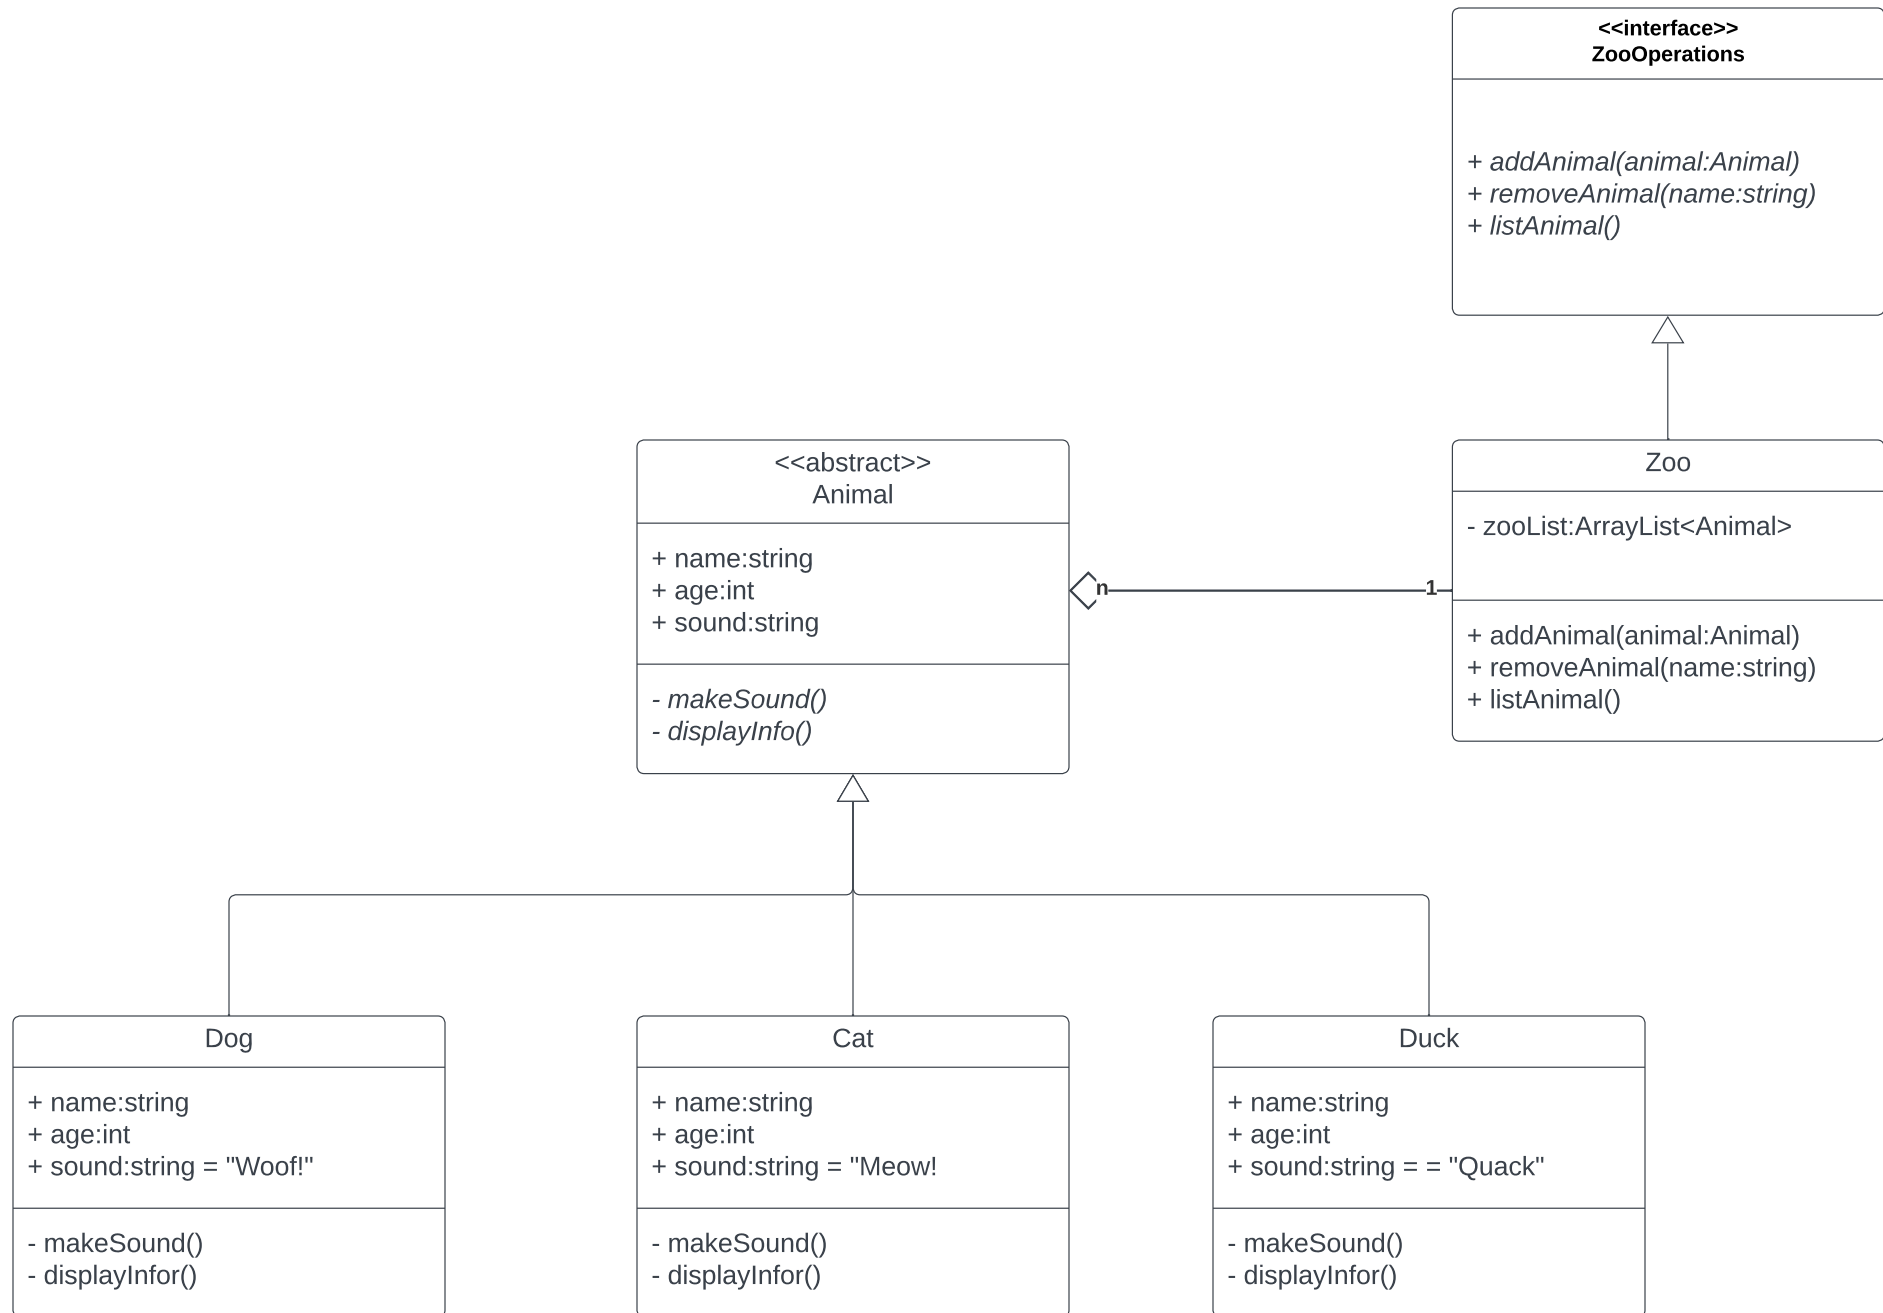 <<interface>>
ZooOperations
+ addAnimal(animal:Animal)
+ removeAnimal(name:string)
+ listAnimal()
<<abstract>>
Animal
+ name:string
+ age:int
+ sound:string
- makeSound()
- displayInfo()
n
1
Zoo
- zooList:ArrayList<Animal>
+ addAnimal(animal:Animal)
+ removeAnimal(name:string)
+ listAnimal()
Dog
+ name:string
+ age:int
+ sound:string = "Woof!"
- makeSound()
- displayInfor()
Cat
+ name:string
+ age:int
+ sound:string = "Meow!
- makeSound()
- displayInfor()
Duck
+ name:string
+ age:int
+ sound:string = = "Quack"
- makeSound()
- displayInfor()